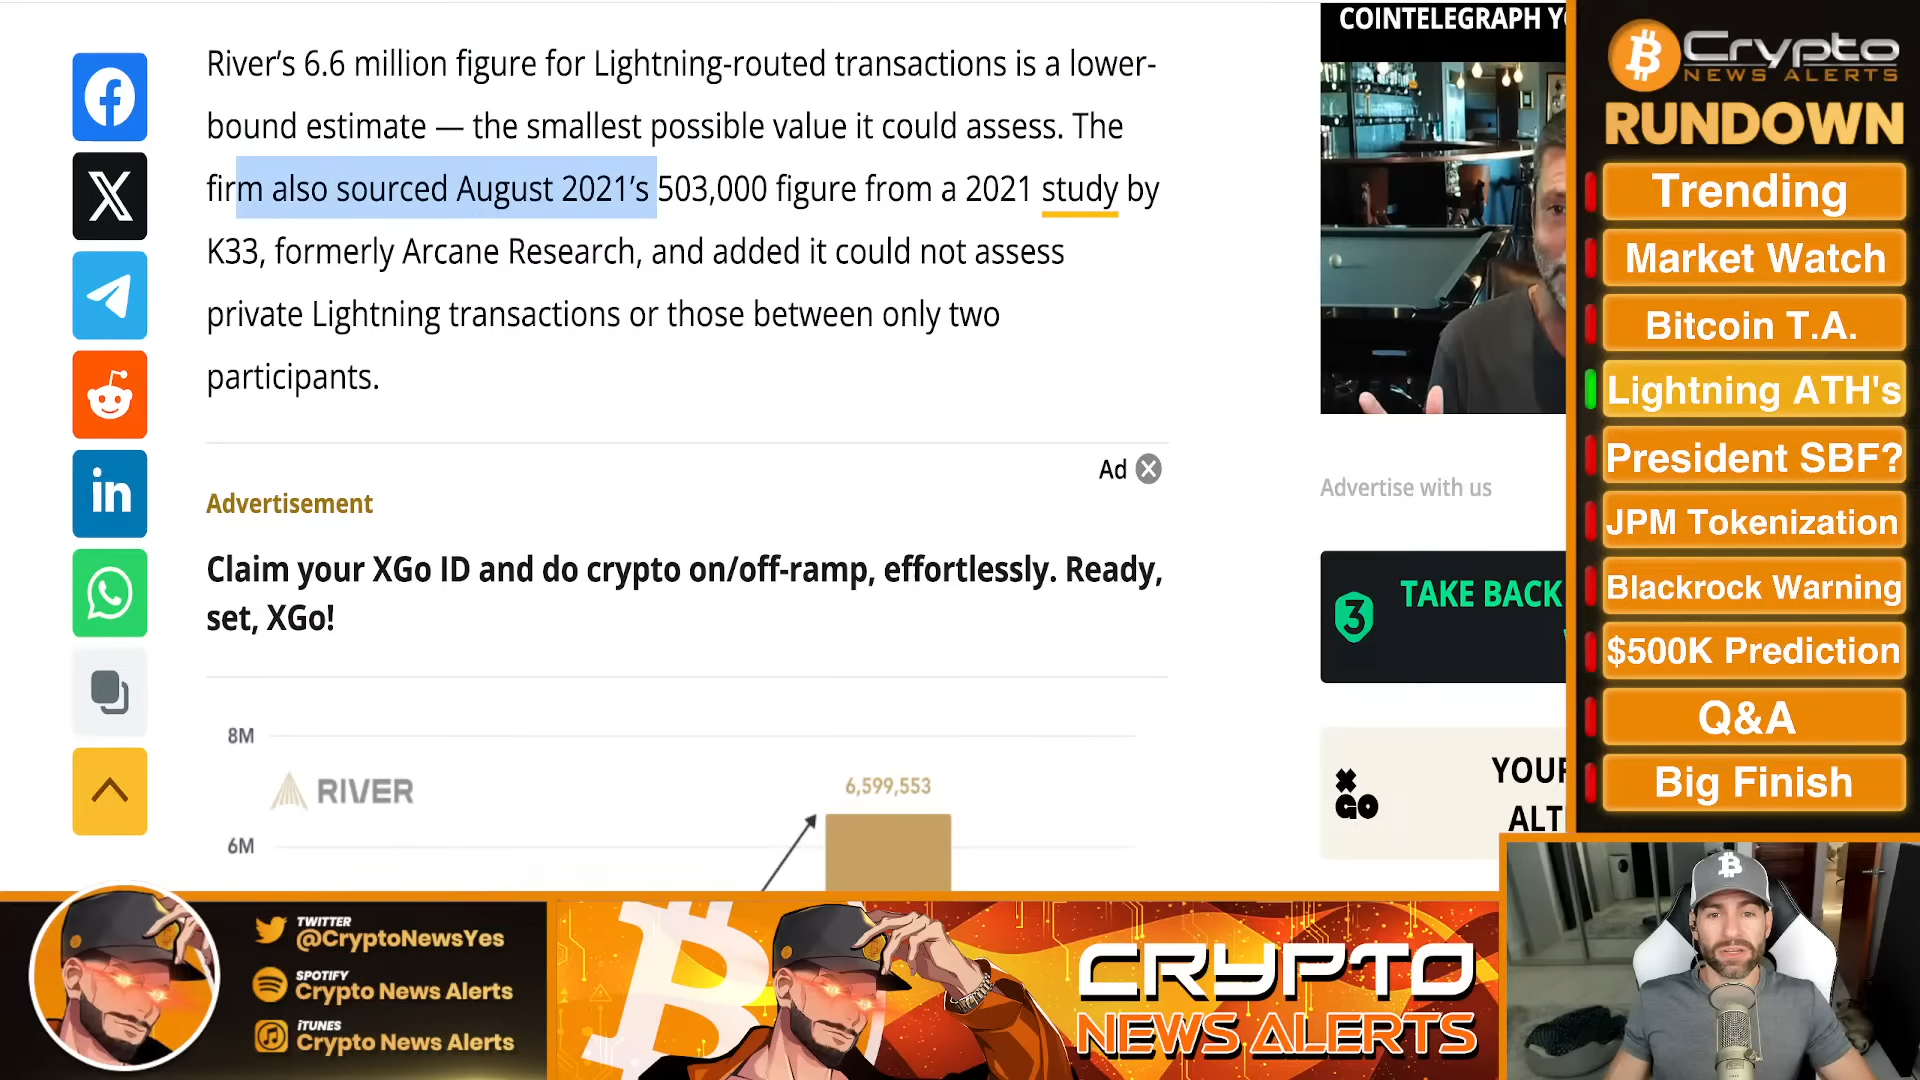 River’s 6.6 million figure for Lightning-routed transactions is a lower-
bound estimate — the smallest possible value it could assess. The
firm also sourced August 2021’s 503,000 figure from a 2021 study by
K33, formerly Arcane Research, and added it could not assess
private Lightning transactions or those between only two
participants.
Ad
Advertisement
Claim your XGo ID and do crypto on/off-ramp, effortlessly. Ready,
set, XGo!
8M
RIVER
6,599,553
6M
COINTELEGRAPH
Advertise with us
TAKE BACK
GO
Crypto
NEWS ALERTS
RUNDOWN
Trending
Market Watch
Bitcoin T.A.
Lightning ATH's
President SBF?
JPM Tokenization
Blackrock Warning
$500K Prediction
Q&A
Big Finish
TWITTER
@CryptoNewsYes
SPOTIFY
Crypto News Alerts
iTUNES
Crypto News Alerts
CRYPTO
NEWS ALERTS